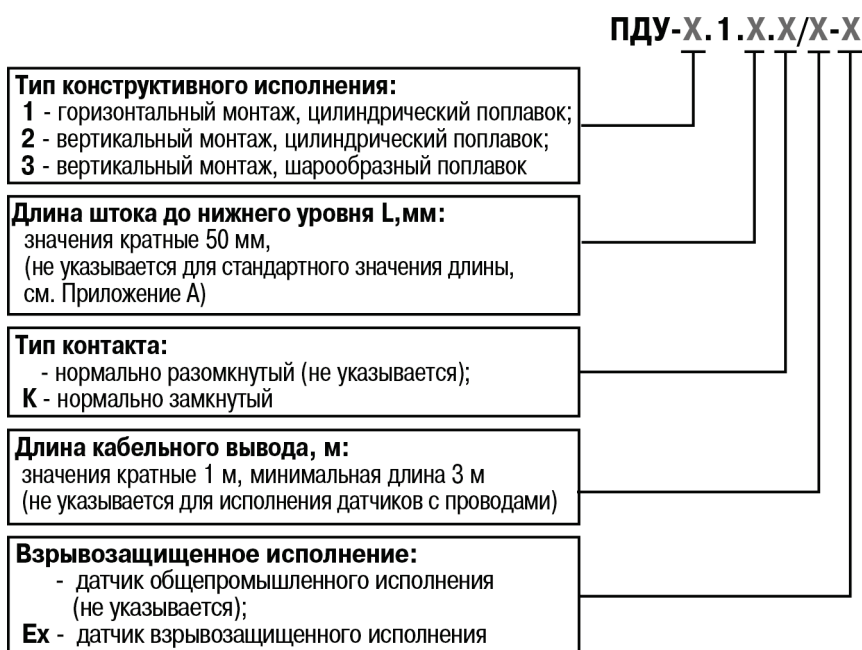 ПДУ-X.1.X.X/X-X
Тип конструктивного исполнения:
1 - горизонтальный монтаж, цилиндрический поплавок;
2 - вертикальный монтаж, цилиндрический поплавок;
3 - вертикальный монтаж, шарообразный поплавок
Длина штока до нижнего уровня L,мм:
значения кратные 50 мм,
(не указывается для стандартного значения длины,
см. Приложение А)
Тип контакта:
- нормально разомкнутый (не указывается);
К - нормально замкнутый
Длина кабельного вывода, м:
значения кратные 1 м, минимальная длина 3 м
(не указывается для исполнения датчиков с проводами)
Взрывозащищенное исполнение:
- датчик общепромышленного исполнения
(не указывается);
Ex - датчик взрывозащищенного исполнения